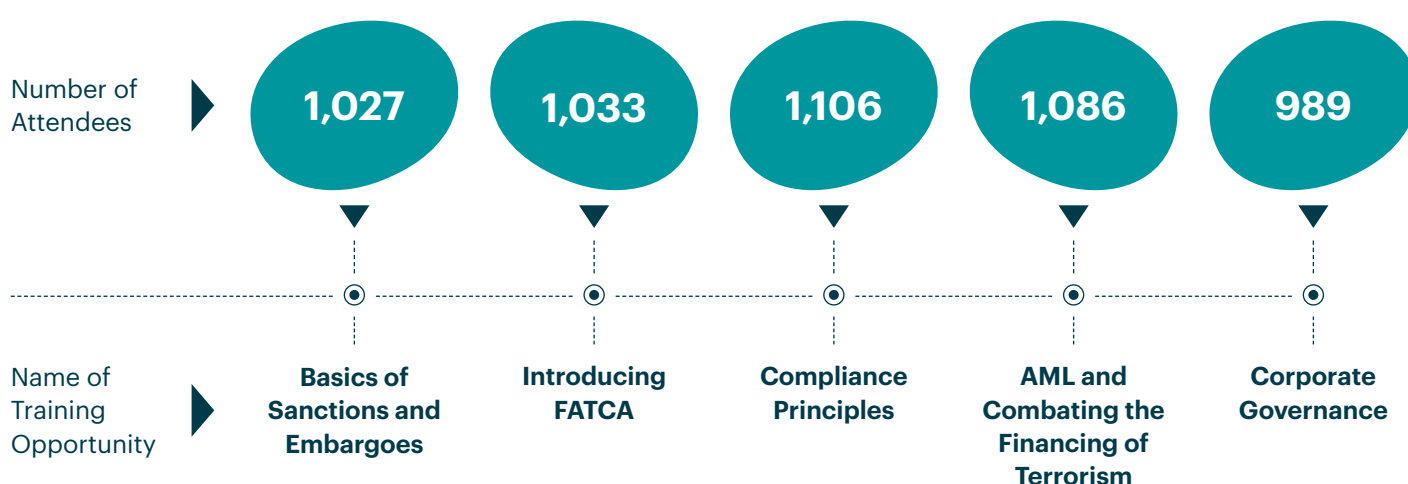 Number of
Attendees
1,027
1,033
1,106
1,086
989
Name of
Training
Opportunity
Basics of
Sanctions and
Embargoes
Introducing
FATCA
Compliance
Principles
AML and
Combating the
Financing of
Terrorism
Corporate
Governance